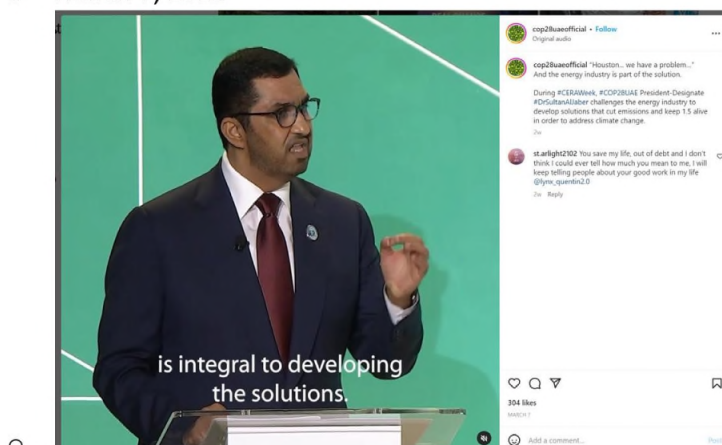 is integral to developing
the solutions.
cop28uaeofficial • Follow
Original audio
cop28uaeofficial "Houston... we have a problem..."
And the energy industry is part of the solution.
During #CERAWeek, #COP28UAE President-Designate
#DrSultanAlJaber challenges the energy industry to
develop solutions that cut emissions and keep 1.5 alive
in order to address climate change.
2w
st.arlight2102 You save my life, out of debt and I don't
think I could ever tell how much you mean to me, I will
keep telling people about your good work in my life
@lynx_quentin2.0
2w Reply
304 likes
MARCH 7
Add a comment...
Post